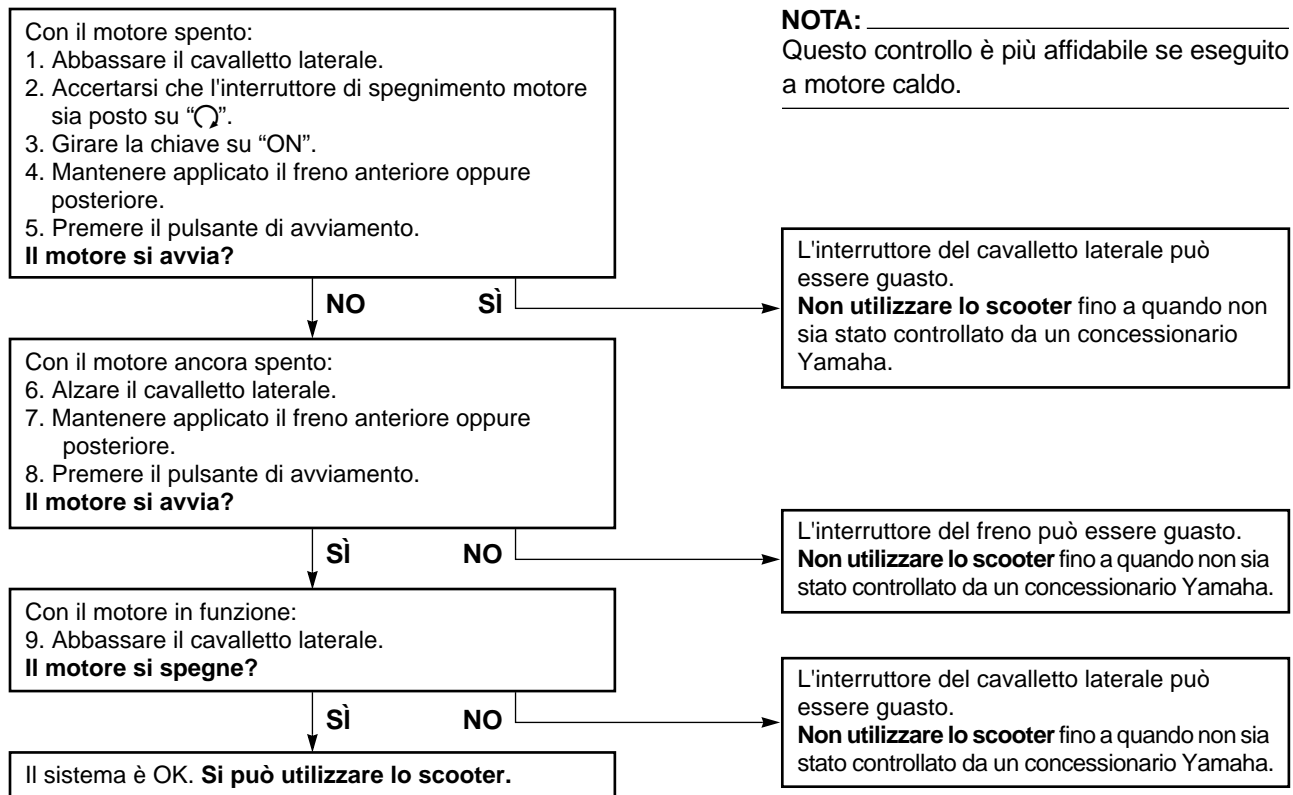 Con il motore spento:
1. Abbassare il cavalletto laterale.
2. Accertarsi che l'interruttore di spegnimento motore
sia posto su “”.
3. Girare la chiave su “ON”.
4. Mantenere applicato il freno anteriore oppure
posteriore.
5. Premere il pulsante di avviamento.
Il motore si avvia?
NOTA:
Questo controllo è più affidabile se eseguito
a motore caldo.
NO
SÌ
L'interruttore del cavalletto laterale può
essere guasto.
Non utilizzare lo scooter fino a quando non
sia stato controllato da un concessionario
Yamaha.
Con il motore ancora spento:
6. Alzare il cavalletto laterale.
7. Mantenere applicato il freno anteriore oppure
posteriore.
8. Premere il pulsante di avviamento.
Il motore si avvia?
SÌ
NO
L'interruttore del freno può essere guasto.
Non utilizzare lo scooter fino a quando non sia
stato controllato da un concessionario Yamaha.
Con il motore in funzione:
9. Abbassare il cavalletto laterale.
Il motore si spegne?
SÌ
NO
L'interruttore del cavalletto laterale può
essere guasto.
Non utilizzare lo scooter fino a quando non sia
stato controllato da un concessionario Yamaha.
Il sistema è OK. Si può utilizzare lo scooter.